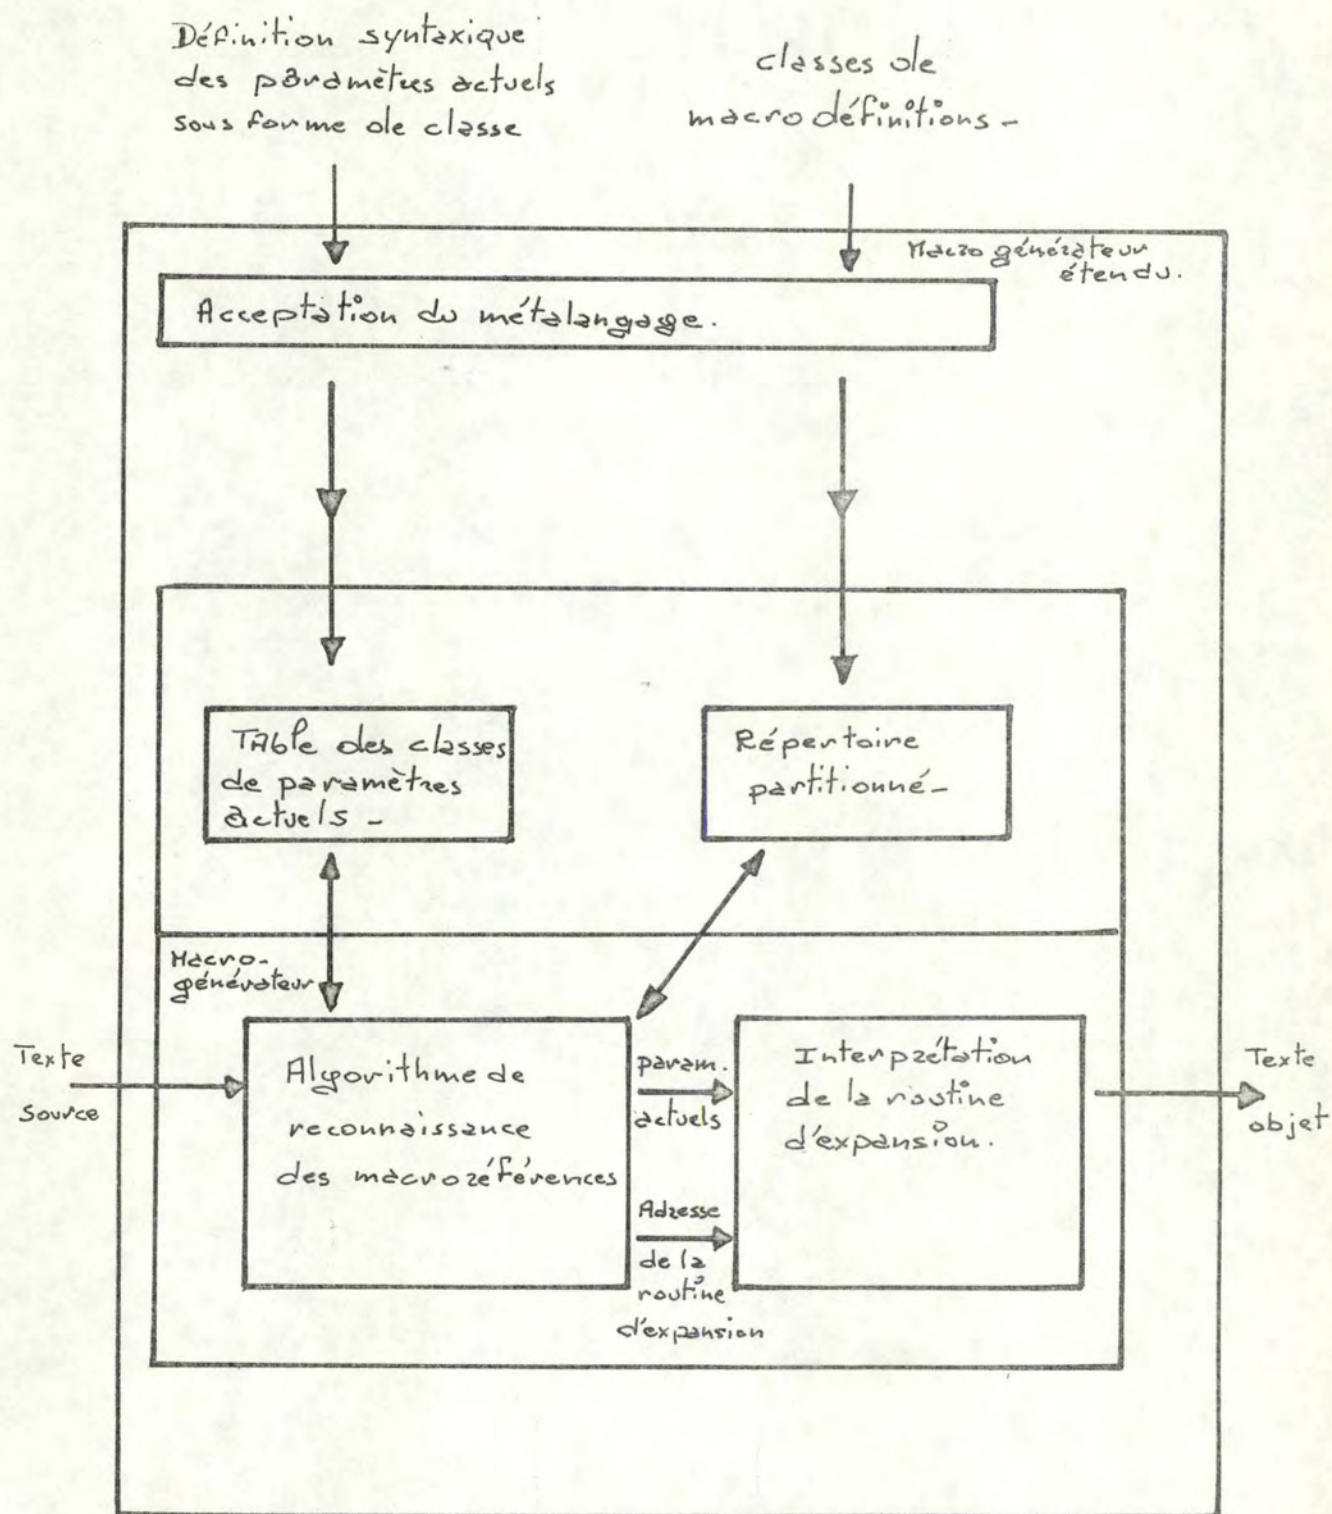 Définition syntaxique
des paramètres actuels
sous forme de classe
classes de
macro définitions -
Macro générateur
étendu.
Acceptation du métalangage.
Table des classes
de paramètres
actuels -
Répertoire
partitionné -
Macro-
générateur
Texte
Source
Algorithme de
reconnaissance
des macroréférences
param.
actuels
Adresse
de la
routine
d'expansion
Interprétation
de la routine
d'expansion.
Texte
objet